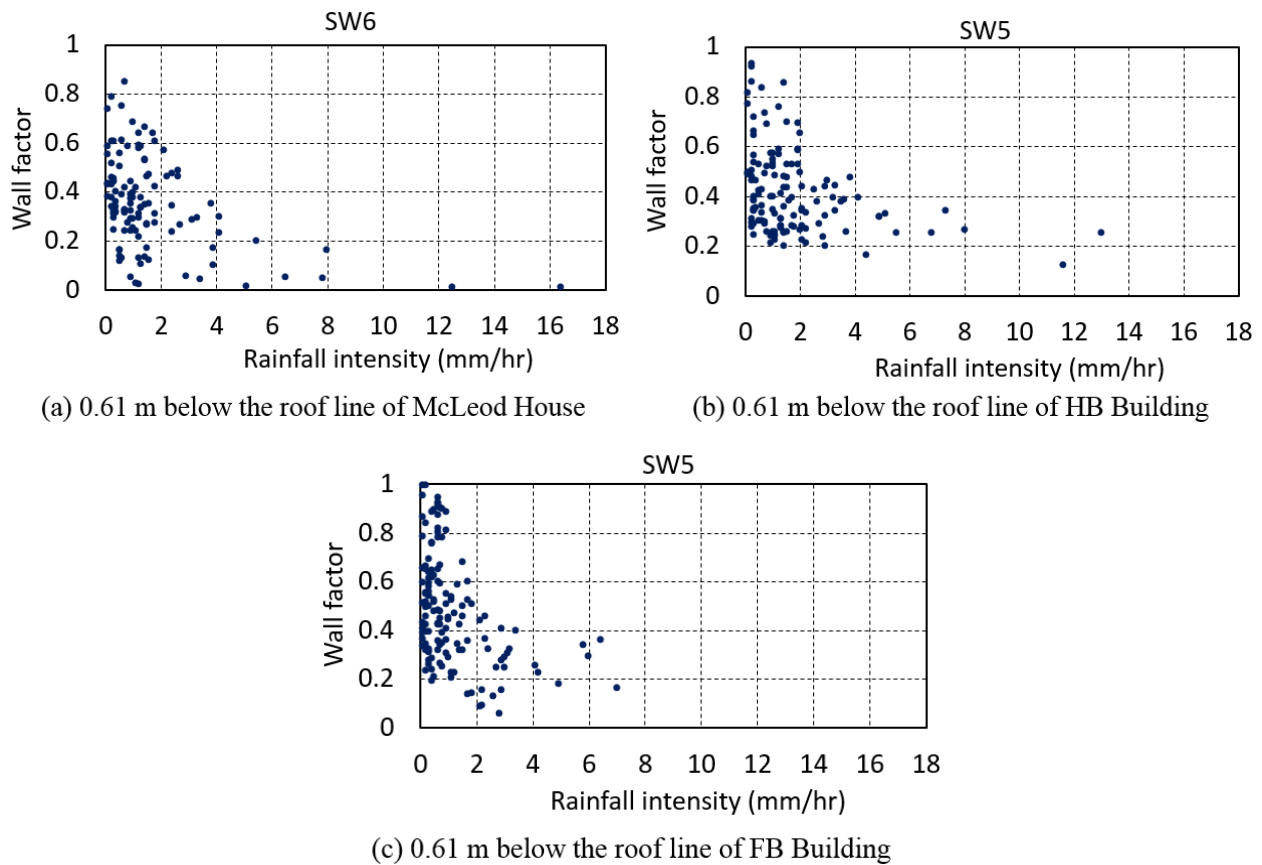 SW6
1
0.8
0.6
0.4
0.2
0
Wall factor
0 2 4 6 8 10 12 14 16 18
Rainfall intensity (mm/hr)
(a) 0.61 m below the roof line of McLeod House
SW5
1
0.8
0.6
0.4
0.2
0
Wall factor
0 2 4 6 8 10 12 14 16 18
Rainfall intensity (mm/hr)
(b) 0.61 m below the roof line of HB Building
SW5
1
0.8
0.6
0.4
0.2
0
Wall factor
0 2 4 6 8 10 12 14 16 18
Rainfall intensity (mm/hr)
(c) 0.61 m below the roof line of FB Building